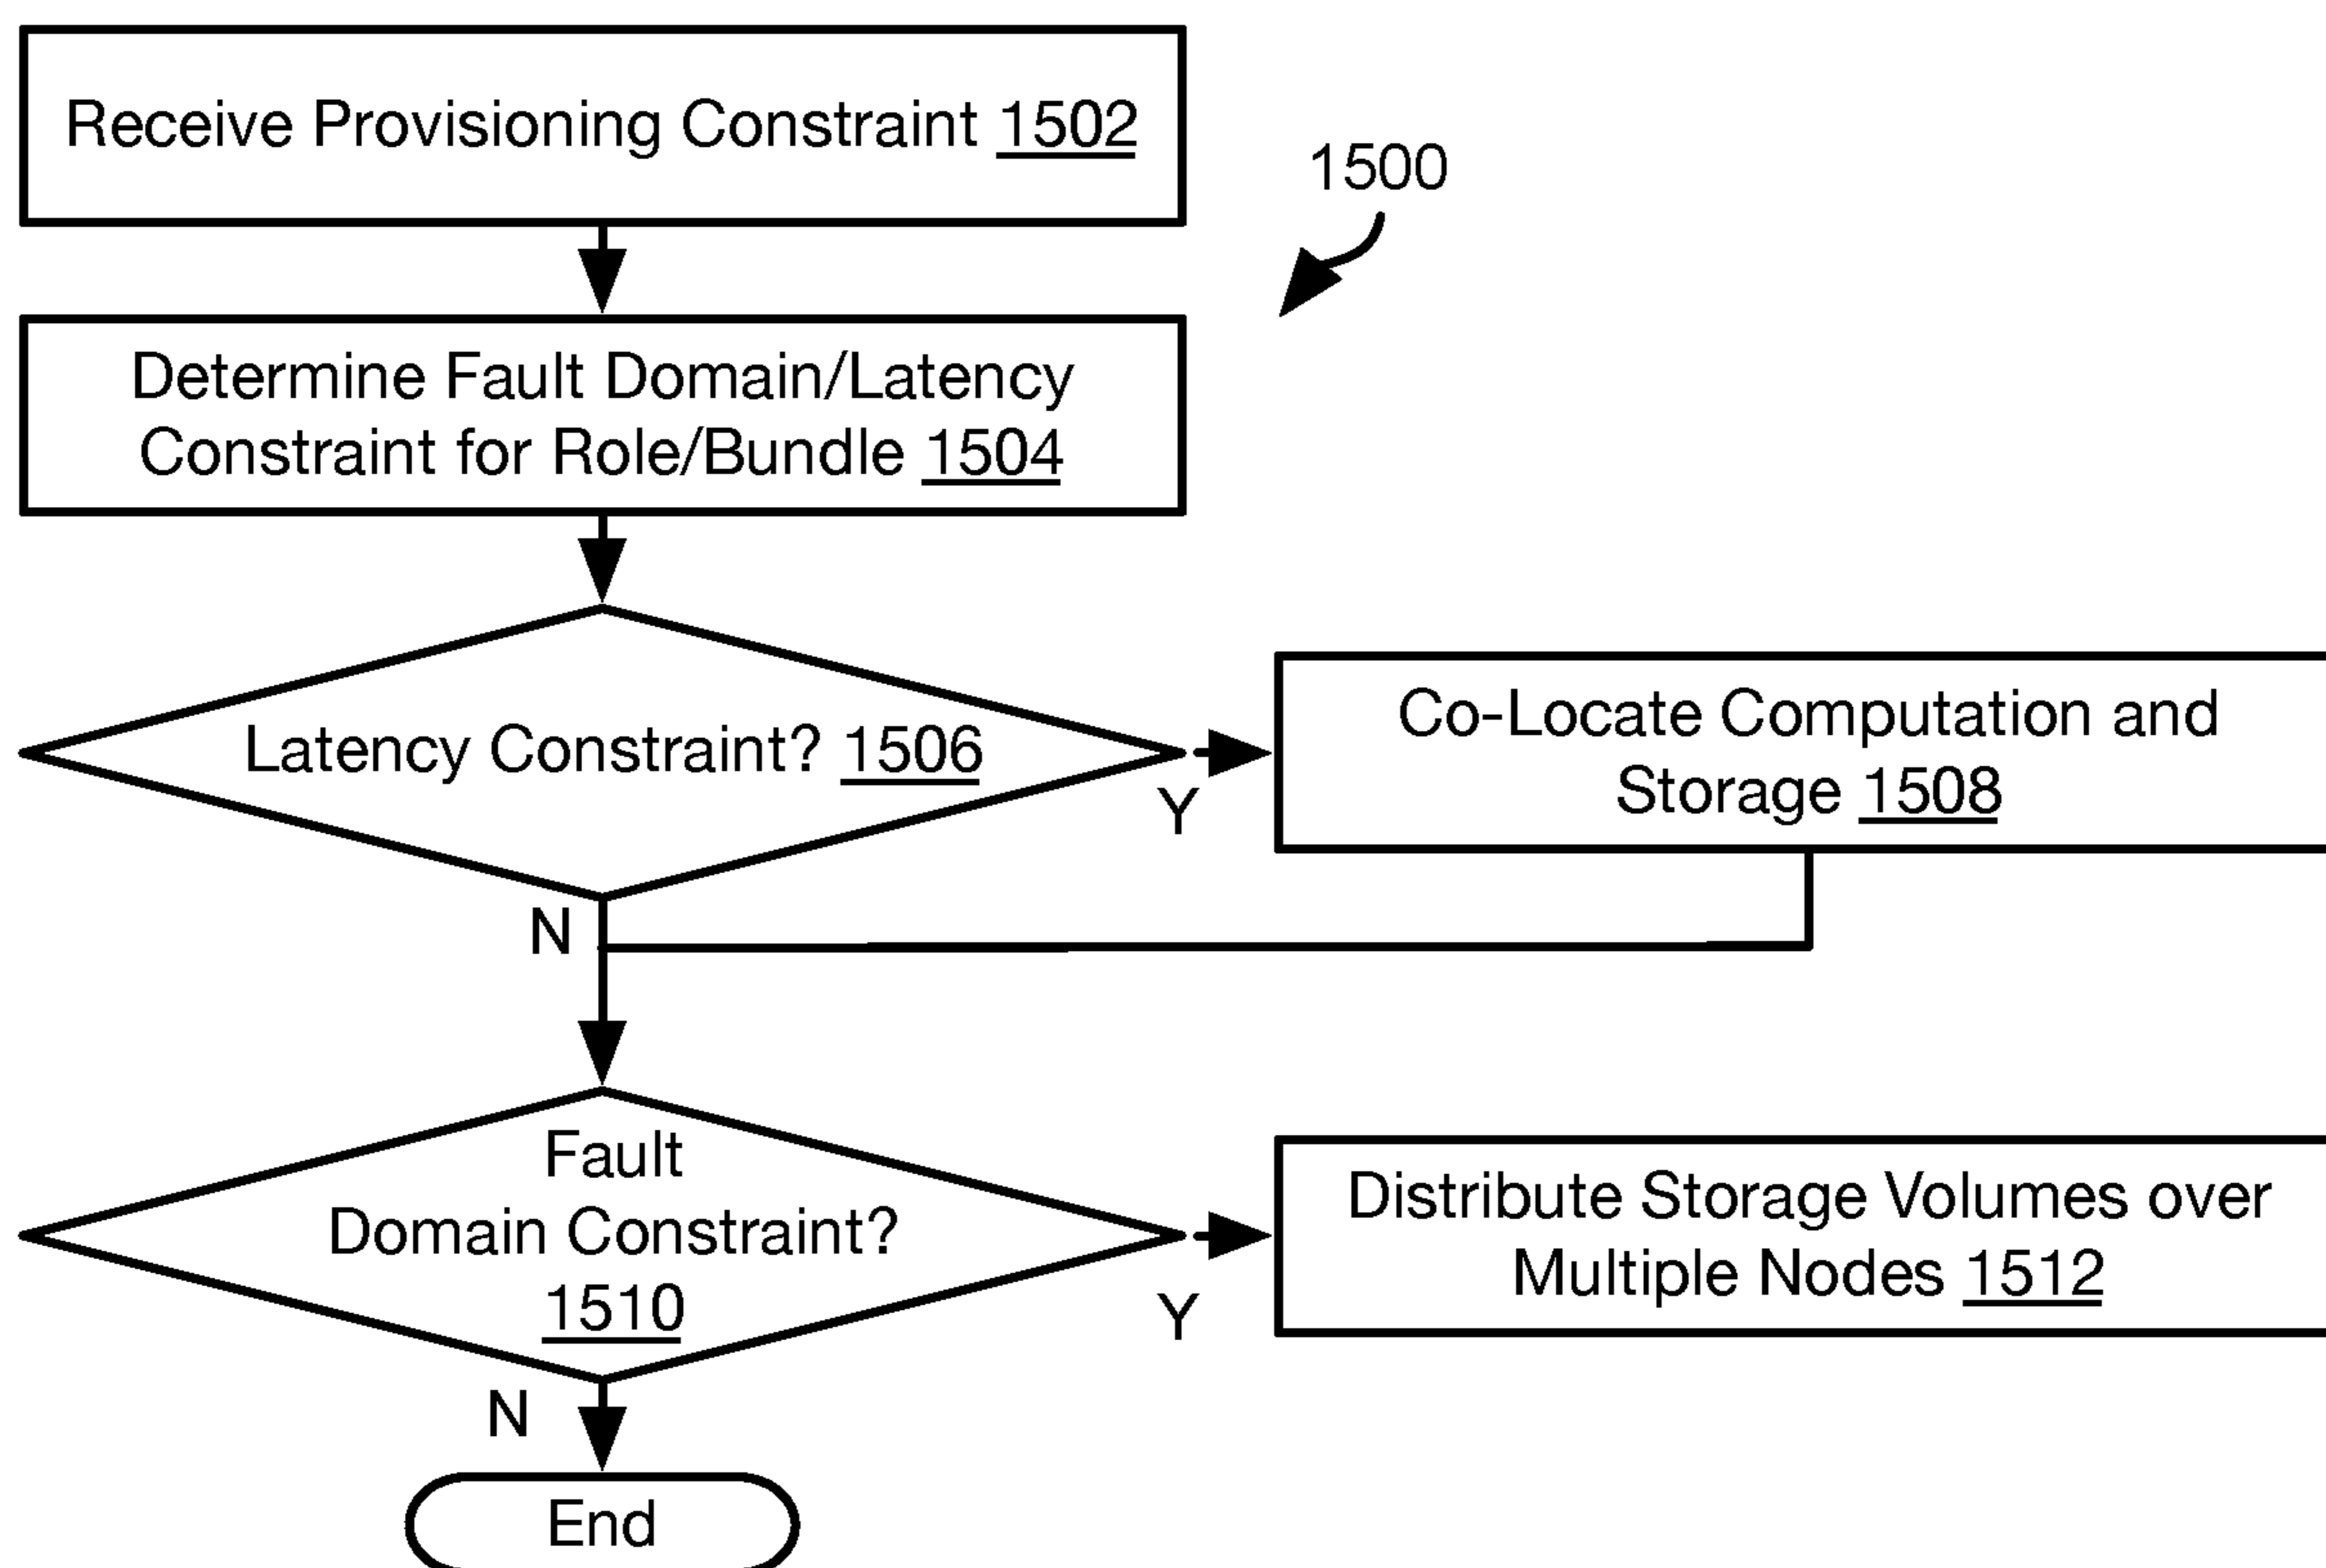 Receive Provisioning Constraint 1502
1500
Determine Fault Domain/Latency
Constraint for Role/Bundle 1504
Latency Constraint? 1506
Y
Co-Locate Computation and
Storage 1508
N
Fault
Domain Constraint?
1510
Y
Distribute Storage Volumes over
Multiple Nodes 1512
N
End